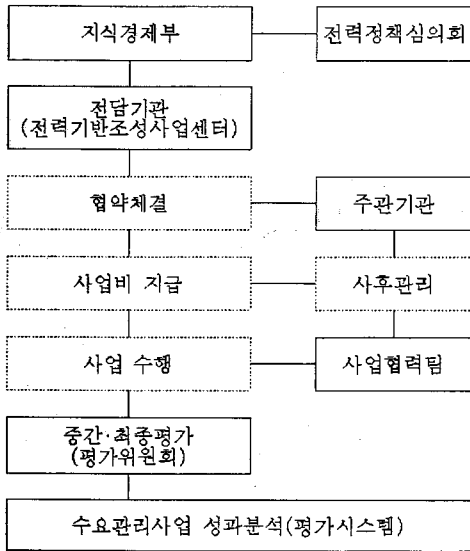 지식경제부
전력정책심의회
전담기관
(전력기반조성사업센터)
협약체결
주관기관
사업비 지급
사후관리
사업 수행
사업협력팀
중간·최종평가
(평가위원회)
수요관리사업 성과분석(평가시스템)